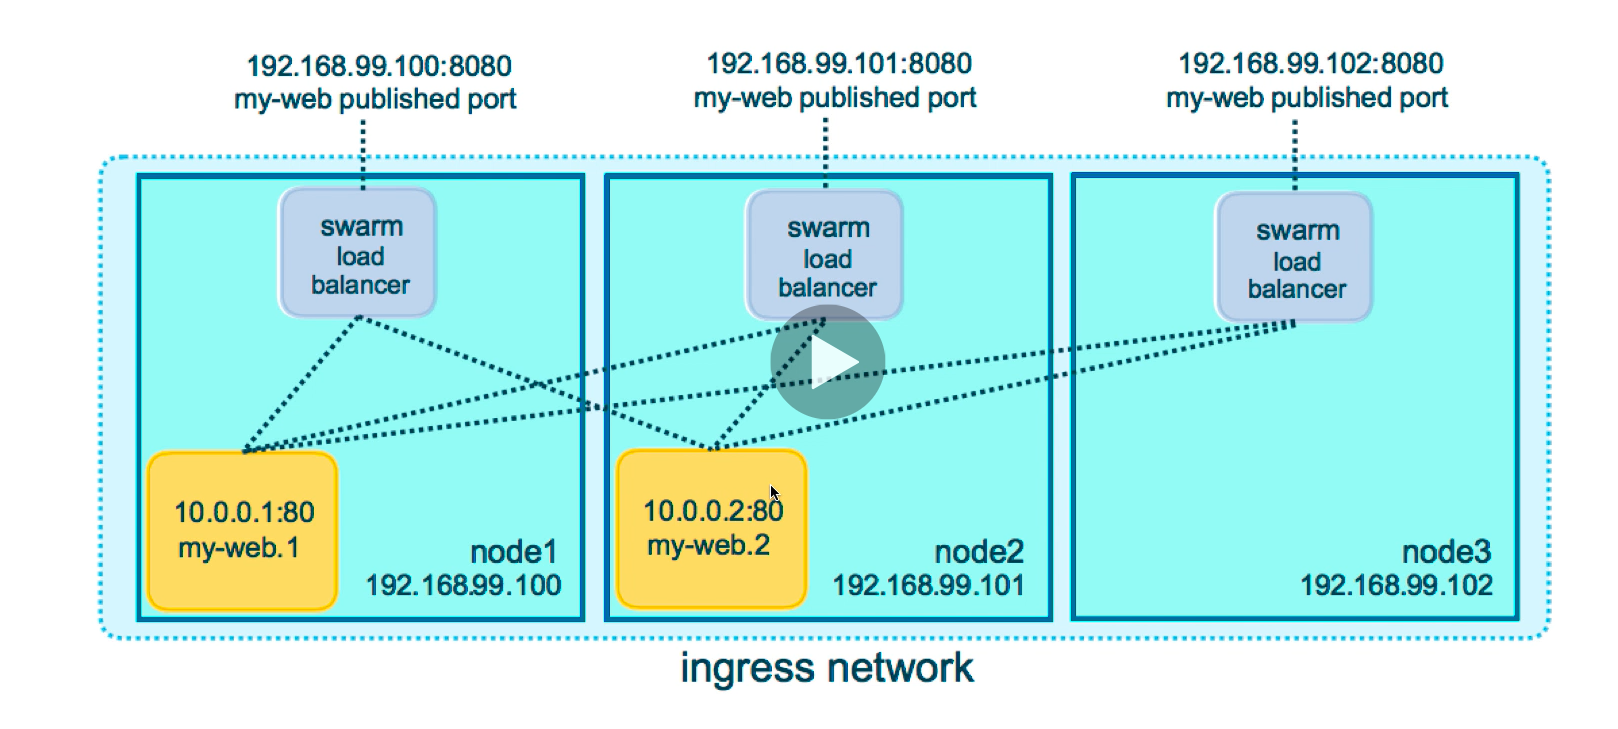 192.168.99.100:8080
my-web published port
192.168.99.101:8080
my-web published port
192.168.99.102:8080
my-web published port
swarm
load
balancer
swarm
load
balancer
swarm
load
balancer
10.0.0.1:80
my-web.1
node1
192.168.99.100
10.0.0.2:80
my-web.2
node2
192.168.99.101
node3
192.168.99.102
ingress network